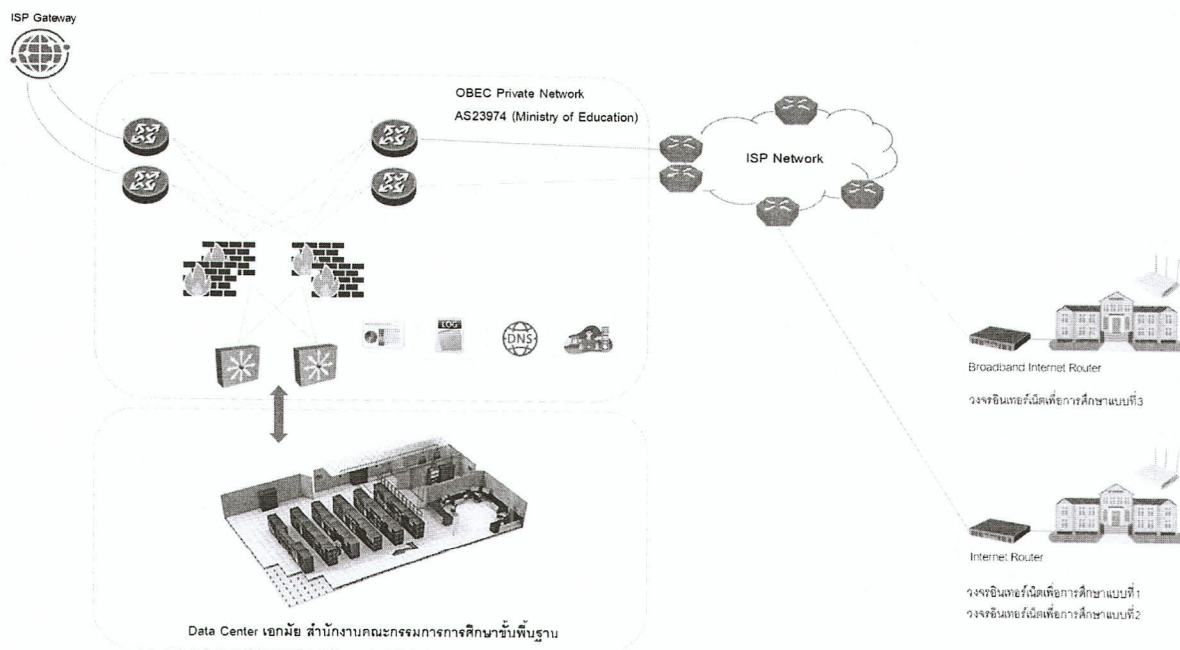 ISP Gateway
OBEC Private Network
AS23974 (Ministry of Education)
ISP Network
LOG
DNS
Broadband Internet Router
วงจรอินเทอร์เน็ตเพื่อการศึกษาแบบที่3
Internet Router
วงจรอินเทอร์เน็ตเพื่อการศึกษาแบบที่1
วงจรอินเทอร์เน็ตเพื่อการศึกษาแบบที่2
Data Center เอกมัย สำนักงานคณะกรรมการการศึกษาขั้นพื้นฐาน